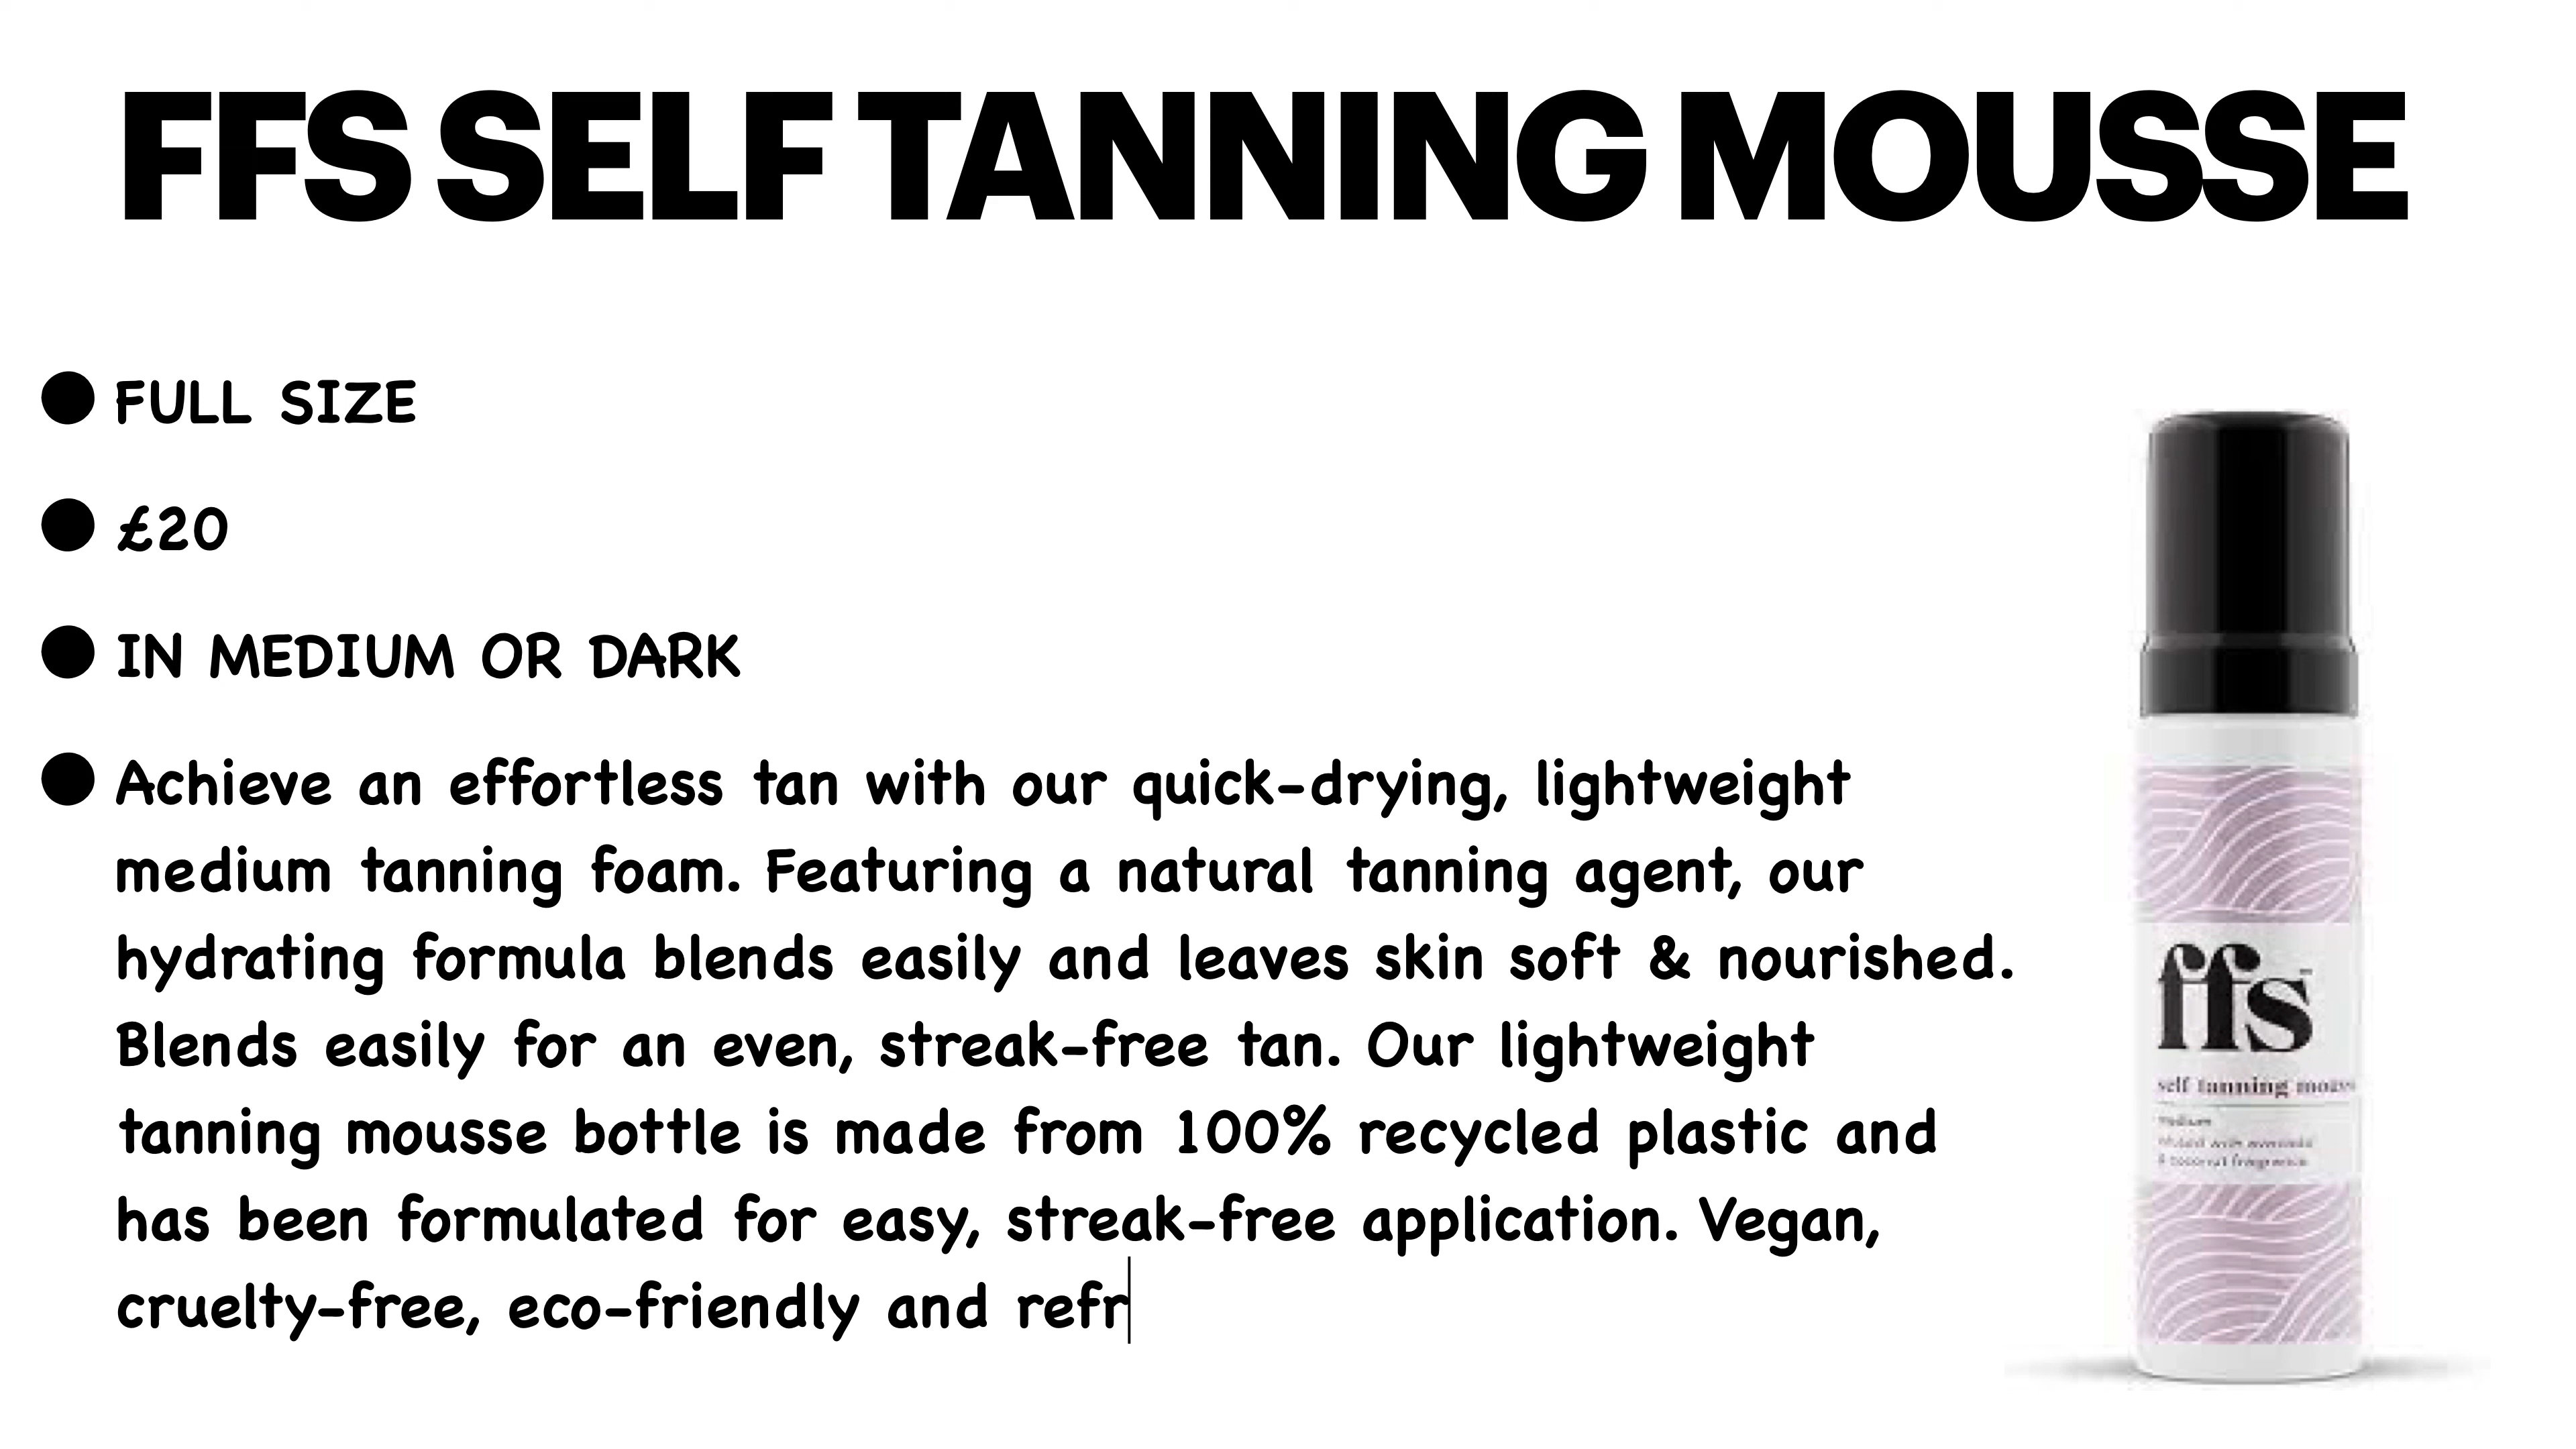 FFS SELF TANNING MOUSSE
FULL SIZE
£20
IN MEDIUM OR DARK
Achieve an effortless tan with our quick-drying, lightweight
medium tanning foam. Featuring a natural tanning agent, our
hydrating formula blends easily and leaves skin soft & nourished.
Blends easily for an even, streak-free tan. Our lightweight
tanning mousse bottle is made from 100% recycled plastic and
has been formulated for easy, streak-free application. Vegan,
cruelty-free, eco-friendly and refr
ffs
self tanning
medium
& coconut fragrance